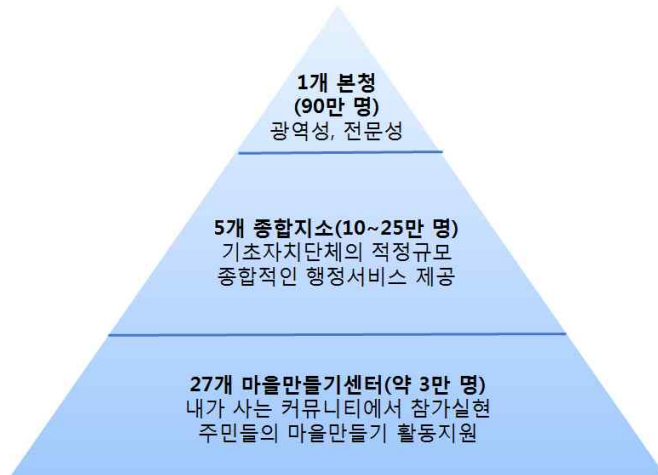 1개 본청
(90만 명)
광역성, 전문성
5개 종합지소(10~25만 명)
기초자치단체의 적정규모
종합적인 행정서비스 제공
27개 마을만들기센터(약 3만 명)
내가 사는 커뮤니티에서 참가실현
주민들의 마을만들기 활동지원